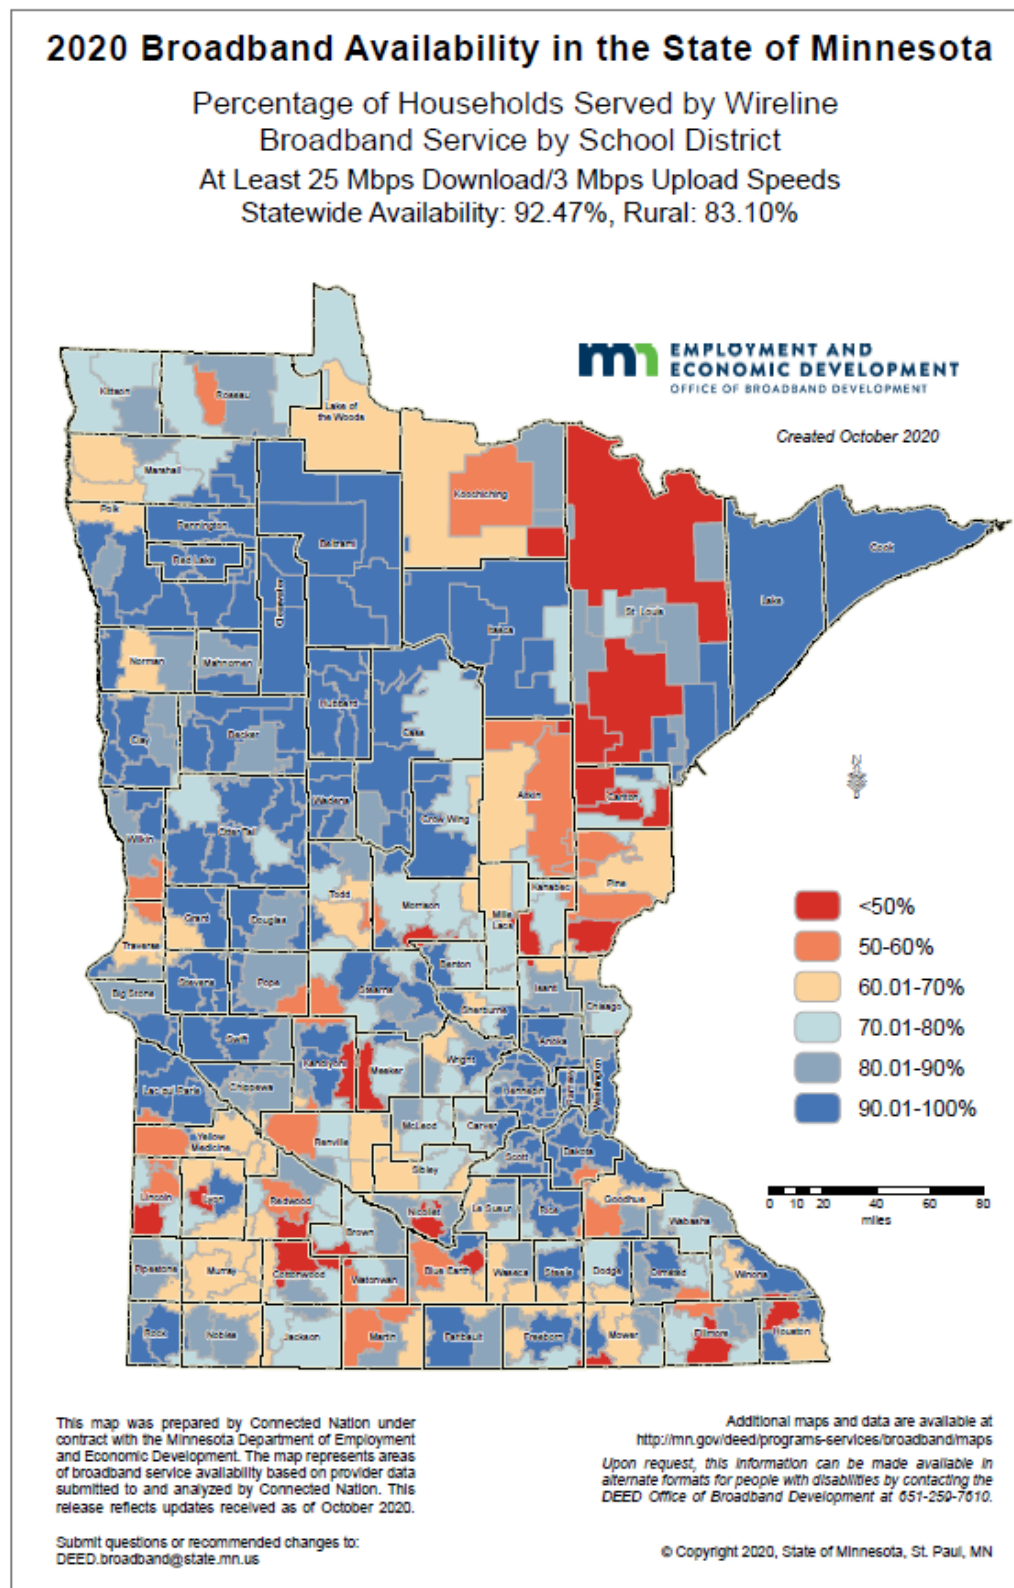 2020 Broadband Availability in the State of Minnesota
Percentage of Households Served by Wireline
Broadband Service by School District
At Least 25 Mbps Download/3 Mbps Upload Speeds
Statewide Availability: 92.47%, Rural: 83.10%
mn EMPLOYMENT AND
ECONOMIC DEVELOPMENT
OFFICE OF BROADBAND DEVELOPMENT
Created October 2020
Kittson
Roseau
Lake of
the Woods
Marshall
Koochiching
Polk
Pennington
Beltrami
Red Lake
Cook
Clearwater
Lake
St. Louis
Itasca
Norman
Mahnomen
Hubbard
Cass
Clay
Becker
N
Aitkin
Carlton
Wadena
Crow Wing
Otter Tail
Wilkin
Pine
Kanabec
Todd
Morrison
Mille
Lacs
Grant
Douglas
Traverse
Benton
Stevens
Pope
Stearns
Isanti
Big Stone
Sherburne
Chisago
Swift
Anoka
Kandiyohi
Wright
Meeker
Lac qui Parle
Chippewa
Hennepin
Ramsey
Washington
McLeod
Carver
Yellow
Medicine
Renville
Scott
Dakota
Sibley
Lincoln
Lyon
Redwood
Nicollet
Le Sueur
Rice
Goodhue
Wabasha
Brown
Pipestone
Murray
Cottonwood
Watonwan
Blue Earth
Waseca
Steele
Dodge
Olmsted
Winona
Rock
Nobles
Jackson
Martin
Faribault
Freeborn
Mower
Fillmore
Houston
<50%
50-60%
60.01-70%
70.01-80%
80.01-90%
90.01-100%
0 10 20 40 60 80
miles
This map was prepared by Connected Nation under
contract with the Minnesota Department of Employment
and Economic Development. The map represents areas
of broadband service availability based on provider data
submitted to and analyzed by Connected Nation. This
release reflects updates received as of October 2020.
Submit questions or recommended changes to:
DEED.broadband@state.mn.us
Additional maps and data are available at
http://mn.gov/deed/programs-services/broadband/maps
Upon request, this information can be made available in
alternate formats for people with disabilities by contacting the
DEED Office of Broadband Development at 651-259-7610.
© Copyright 2020, State of Minnesota, St. Paul, MN